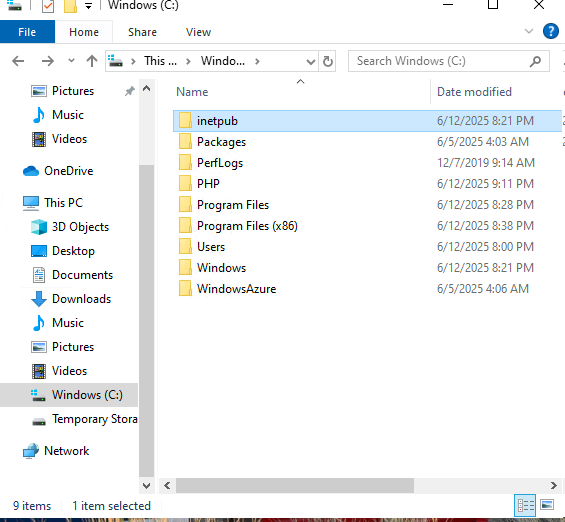 Windows (C:)
File Home Share View
This ... Windo...
Search Windows (C:)
Pictures
Music
Videos
OneDrive
This PC
3D Objects
Desktop
Documents
Downloads
Music
Pictures
Videos
Windows (C:)
Temporary Stora
Network
Name Date modified
inetpub 6/12/2025 8:21 PM
Packages 6/5/2025 4:03 AM
PerfLogs 12/7/2019 9:14 AM
PHP 6/12/2025 9:11 PM
Program Files 6/12/2025 8:28 PM
Program Files (x86) 6/12/2025 8:38 PM
Users 6/12/2025 8:00 PM
Windows 6/12/2025 8:21 PM
WindowsAzure 6/5/2025 4:06 AM
9 items 1 item selected